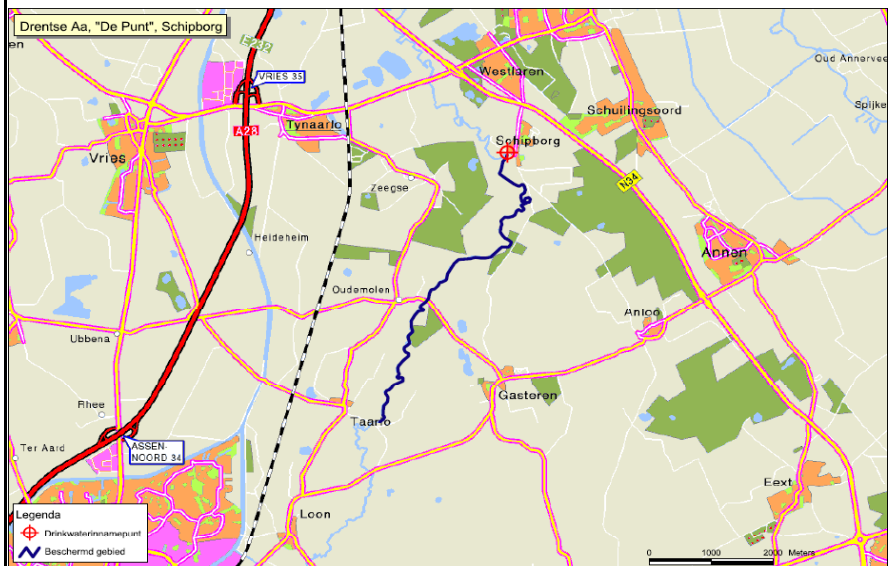 Drentse Aa, "De Punt", Schipborg
E232
VRIES 35
Westlaren
Oud Annervee
Schuilingsoord
Spijke
A28
Tynaarlo
Schipborg
Vries
Zeegse
N34
Heideheim
Annen
Oudemolen
Anloo
Ubbena
Gasteren
Rhee
Taarlo
Ter Aard
ASSEN-
NOORD 34
Eext
Loon
Legenda
Drinkwaterinnamepunt
Beschermd gebied
0 1000 2000 Meters